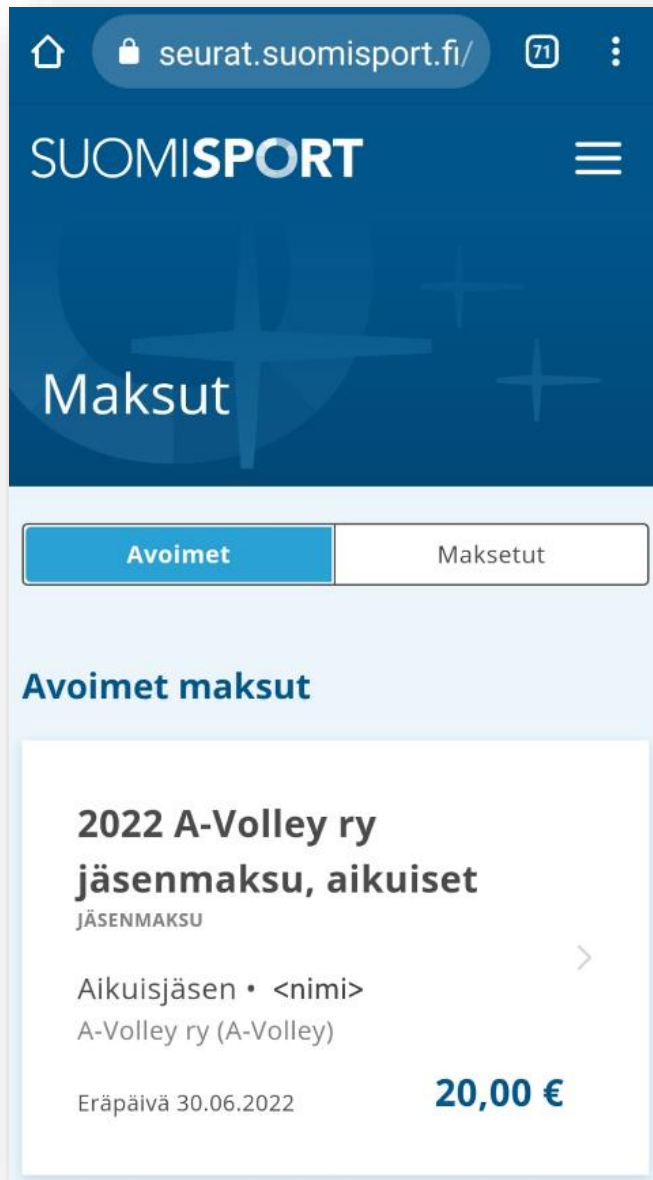 seurat.suomisport.fi/ 71
SUOMISPORT
Maksut
Avoimet Maksetut
Avoimet maksut
2022 A-Volley ry
jäsenmaksu, aikuiset
JÄSENMAKSU
Aikuisjäsen • <nimi>
A-Volley ry (A-Volley)
Eräpäivä 30.06.2022 20,00 €